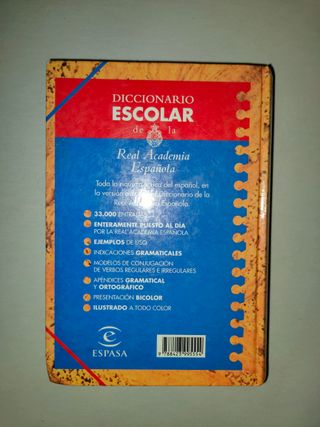 DICCIONARIO
ESCOLAR
de la
Real Academia
Española
Toda la riqueza del español, en
la versión del Diccionario de la
Real Academia Española.
33.000 ENTRADAS
ENTERAMENTE PUESTO AL DÍA
POR LA REAL ACADEMIA ESPAÑOLA
EJEMPLOS DE USO
INDICACIONES GRAMATICALES
MODELOS DE CONJUGACIÓN
DE VERBOS REGULARES E IRREGULARES
APÉNDICES GRAMATICAL
Y ORTOGRÁFICO
PRESENTACIÓN BICOLOR
ILUSTRADO A TODO COLOR
ESPASA
9788423995554